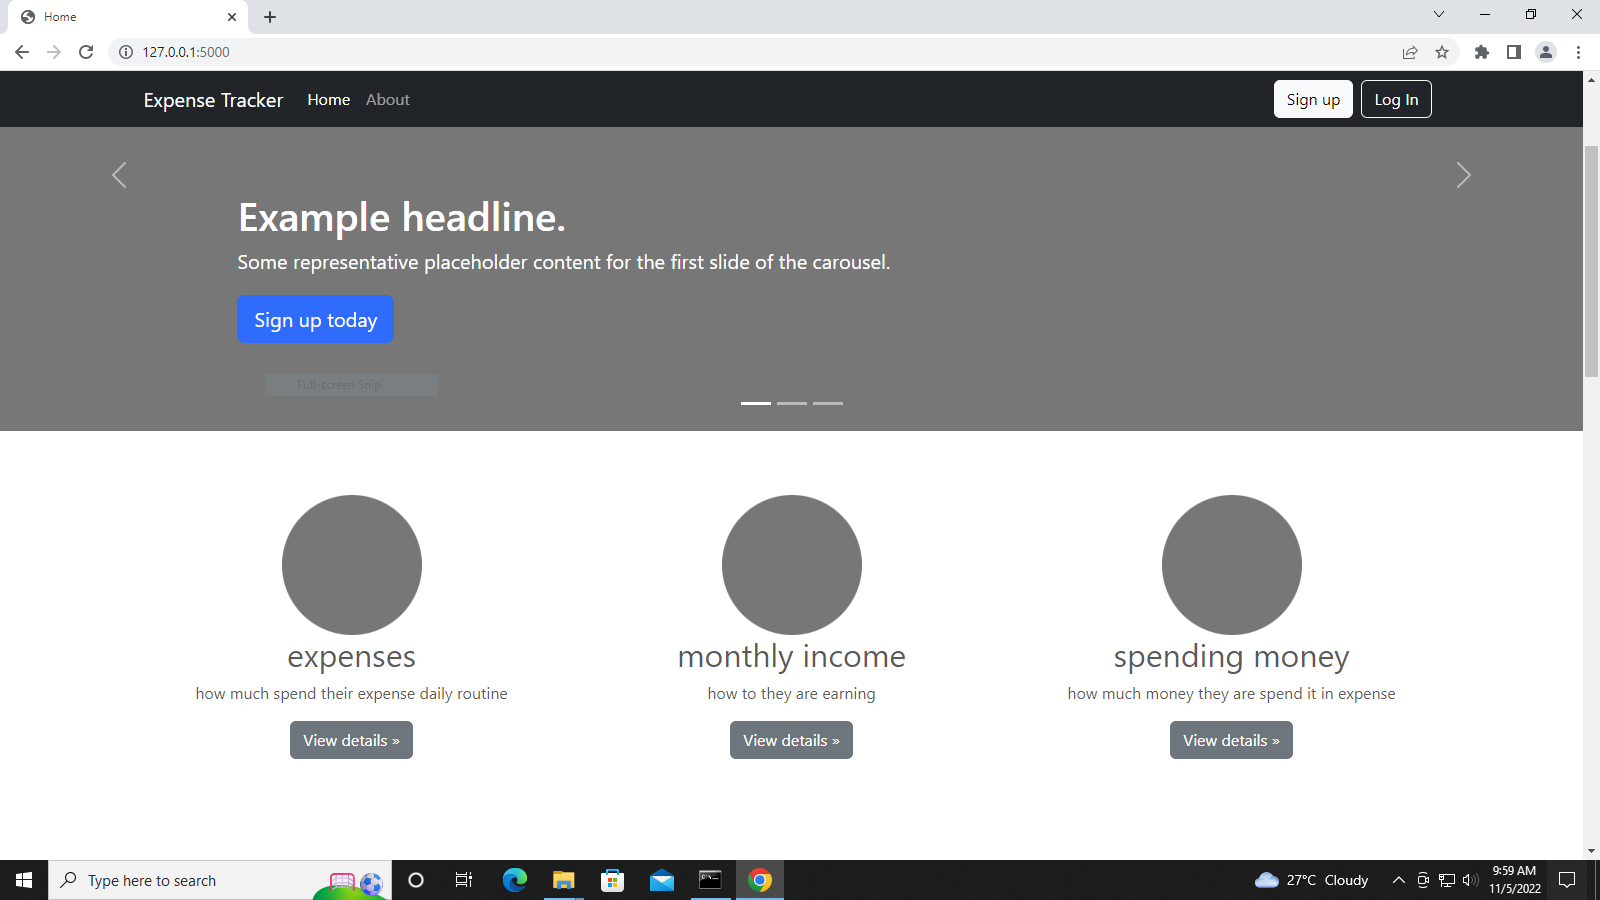 Home
127.0.0.1:5000
Expense Tracker Home About Sign up Log In
Example headline.
Some representative placeholder content for the first slide of the carousel.
Sign up today
Full-screen Snip
expenses monthly income spending money
how much spend their expense daily routine how to they are earning how much money they are spend it in expense
View details » View details » View details »
Type here to search 27°C Cloudy 9:59 AM
11/5/2022